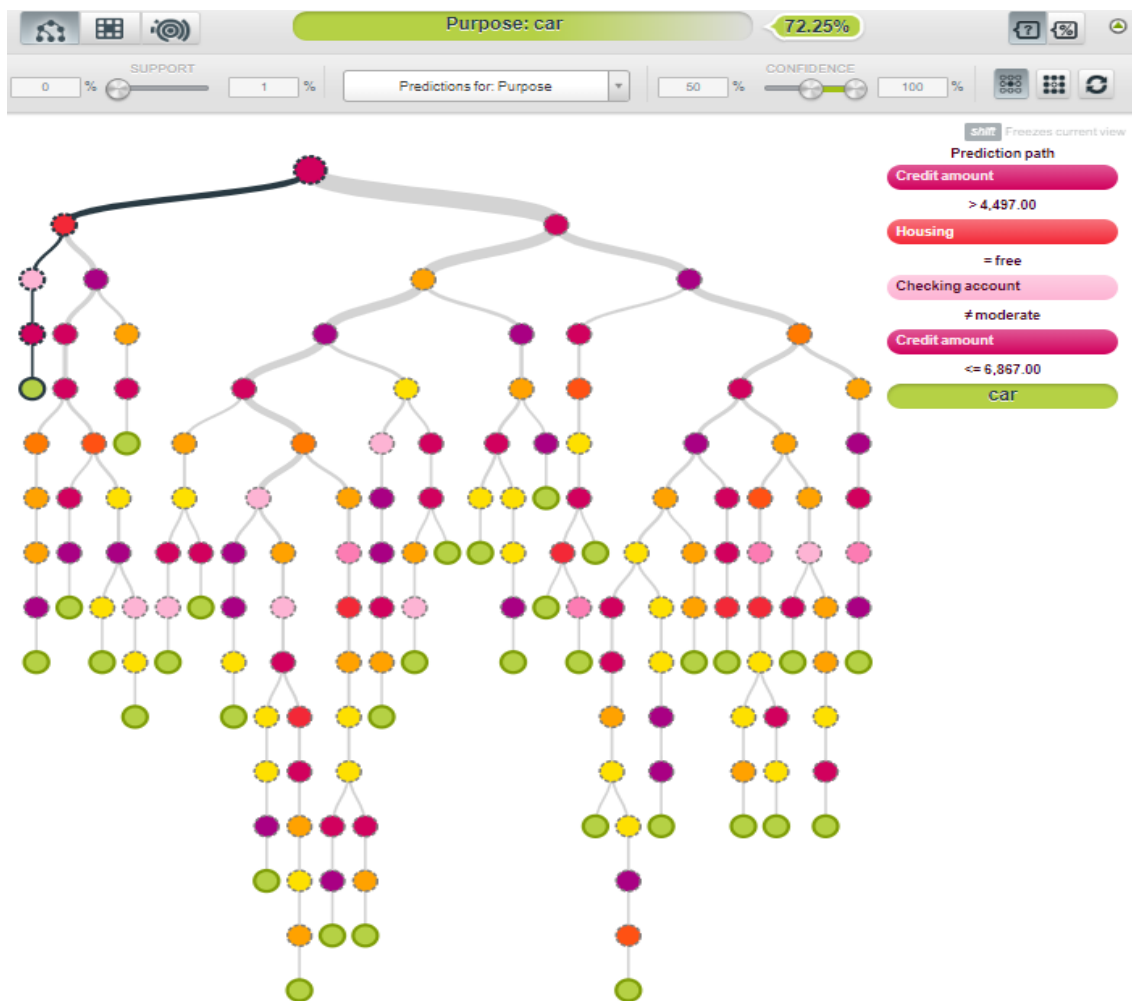 Purpose: car
72.25%
SUPPORT
CONFIDENCE
0 % 1 % Predictions for: Purpose 50 % 100 %
shift Freezes current view
Prediction path
Credit amount
> 4,497.00
Housing
= free
Checking account
≠ moderate
Credit amount
<= 6,867.00
car